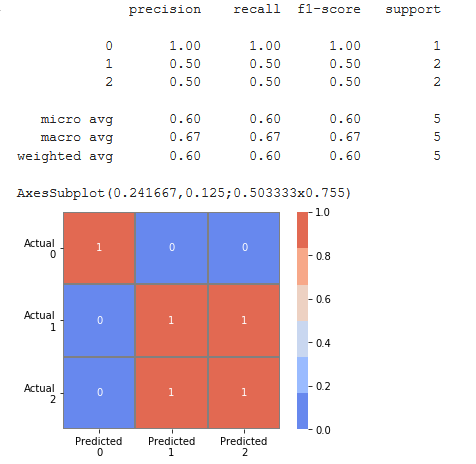 precision recall f1-score support
0 1.00 1.00 1.00 1
1 0.50 0.50 0.50 2
2 0.50 0.50 0.50 2
micro avg 0.60 0.60 0.60 5
macro avg 0.67 0.67 0.67 5
weighted avg 0.60 0.60 0.60 5
AxesSubplot(0.241667,0.125;0.503333x0.755)
1.0
Actual
0
1 0 0
0.8
0.6
Actual
1
0 1 1
0.4
0.2
Actual
2
0 1 1
0.0
Predicted
0
Predicted
1
Predicted
2